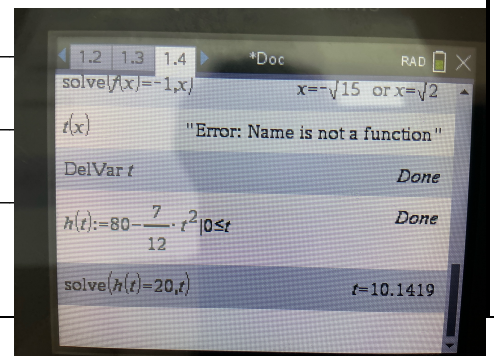 1.2 1.3 1.4 *Doc RAD
solve(f(x)=-1,x) x=-√15 or x=√2
t(x) "Error: Name is not a function"
DelVar t Done
h(t):=80-7/12·t²|0≤t Done
solve(h(t)=20,t) t=10.1419